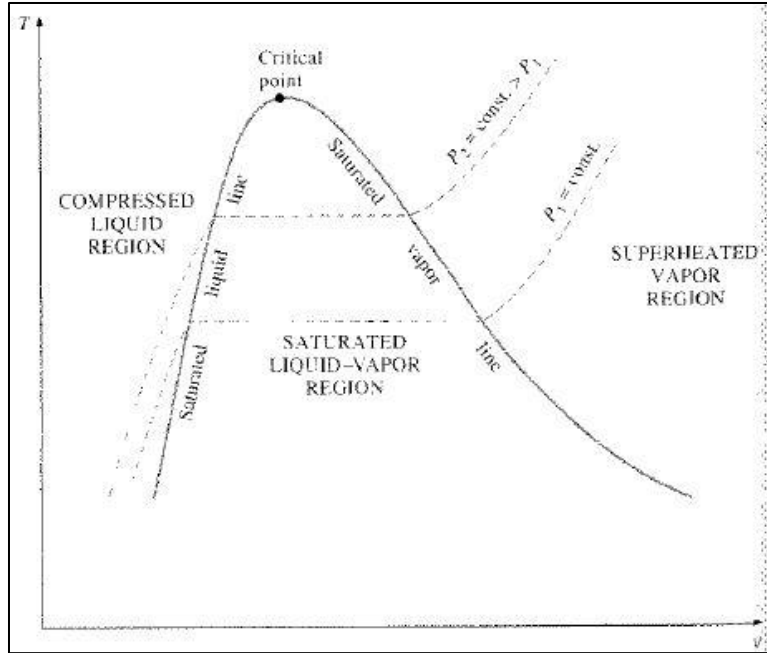 T
Critical
point
P₂ = const. > P₁
P₁ = const.
Saturated
line
COMPRESSED
LIQUID
REGION
liquid
vapor
SUPERHEATED
VAPOR
REGION
SATURATED
LIQUID–VAPOR
REGION
Saturated
line
v